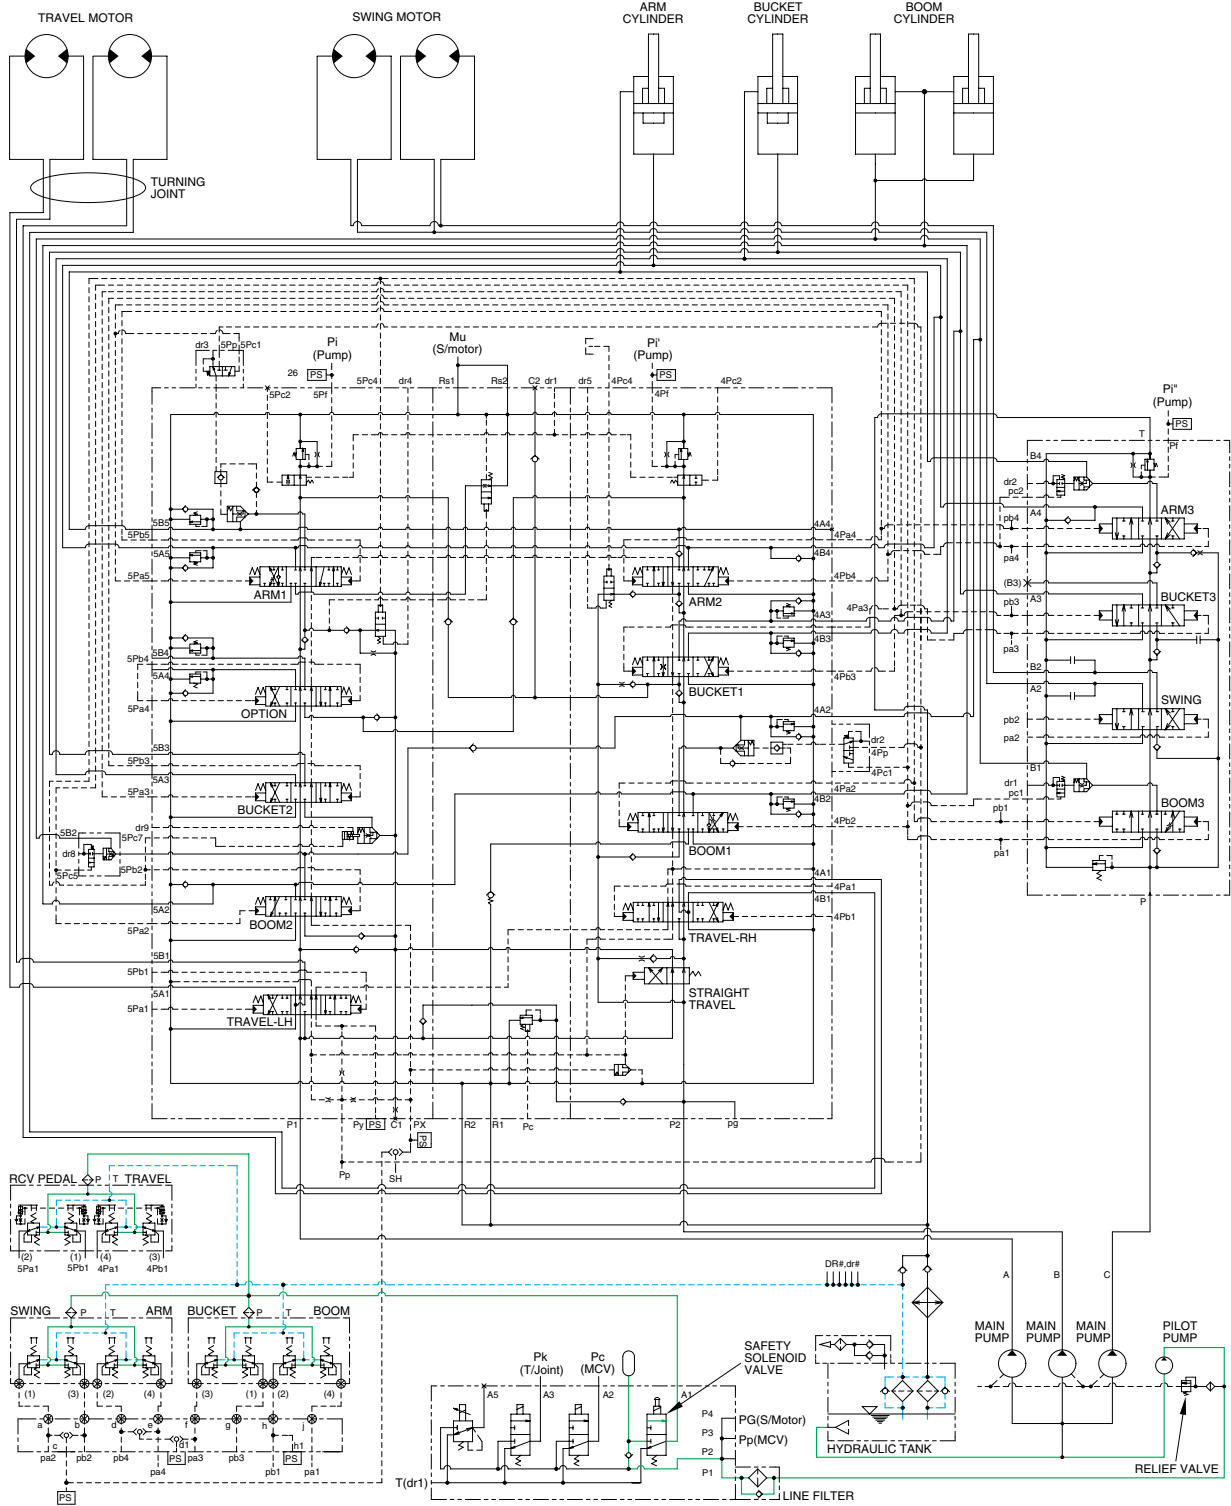 TRAVEL MOTOR
SWING MOTOR
ARM
CYLINDER
BUCKET
CYLINDER
BOOM
CYLINDER
TURNING
JOINT
dr3
5Pp
5Pc1
Pi
(Pump)
Mu
(S/motor)
Pi'
(Pump)
Pi"
(Pump)
26
PS
5Pc4
dr4
Rs1
Rs2
C2
dr1
dr5
4Pc4
PS
4Pc2
5Pc2
5Pf
4Pf
PS
T
Pf
B4
dr2
pc2
A4
pb4
ARM3
pa4
(B3)
A3
pb3
BUCKET3
pa3
B2
A2
SWING
pb2
pa2
B1
dr1
pc1
pb1
BOOM3
pa1
P
5B5
5Pb5
5A5
5Pa5
ARM1
4A4
4Pa4
4B4
4Pb4
ARM2
4A3
4Pa3
4B3
4Pb3
BUCKET1
5B4
5Pb4
5A4
5Pa4
OPTION
4A2
dr2
4Pp
4Pc1
4Pa2
4B2
4Pb2
BOOM1
5B3
5Pb3
5A3
5Pa3
BUCKET2
dr9
5B2
5Pc7
dr8
5Pc5
5Pb2
5A2
5Pa2
BOOM2
4A1
4Pa1
4B1
4Pb1
TRAVEL-RH
5B1
5Pb1
5A1
5Pa1
TRAVEL-LH
STRAIGHT
TRAVEL
P1
Py
PS
C1
PX
R2
R1
Pc
P2
pg
PS
Pp
SH
RCV PEDAL
P
T
TRAVEL
(2)
(1)
(4)
(3)
5Pa1
5Pb1
4Pa1
4Pb1
SWING
P
T
ARM
BUCKET
P
T
BOOM
(1)
(3)
(2)
(4)
(3)
(1)
(2)
(4)
a
b
d
e
f
g
h
j
c
d1
h1
pa2
pb2
pb4
pa4
PS
pa3
pb3
pb1
PS
pa1
PS
DR#,dr#
A
B
C
MAIN
PUMP
MAIN
PUMP
MAIN
PUMP
PILOT
PUMP
Pk
(T/Joint)
Pc
(MCV)
SAFETY
SOLENOID
VALVE
A5
A3
A2
A1
P4
PG(S/Motor)
P3
Pp(MCV)
P2
P1
T(dr1)
LINE FILTER
HYDRAULIC TANK
RELIEF VALVE